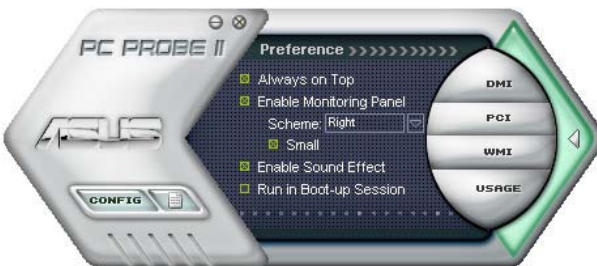 PC PROBE II
Preference >>>>>>>>>>>
Always on Top
Enable Monitoring Panel
Scheme: Right
Small
Enable Sound Effect
Run in Boot-up Session
ASUS
CONFIG
DMI
PCI
WMI
USAGE